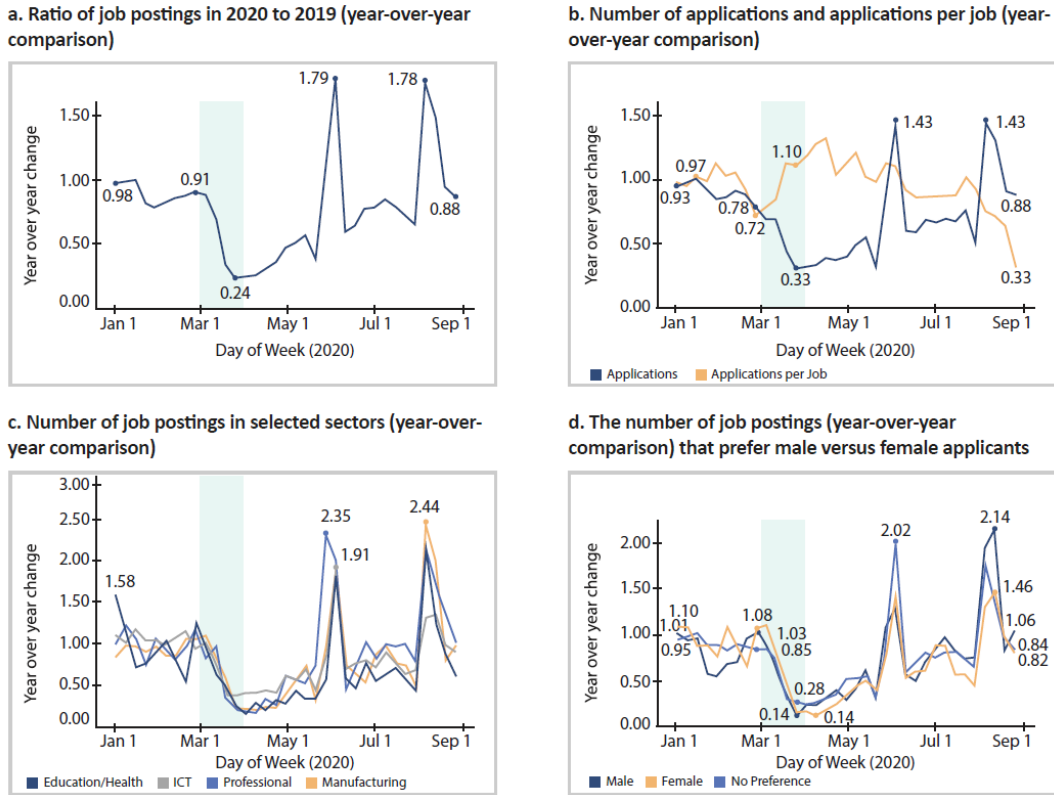 a. Ratio of job postings in 2020 to 2019 (year-over-year
comparison)
Year over year change
1.50
1.00
0.50
0.00
0.98
0.91
0.24
1.79
1.78
0.88
Jan 1 Mar 1 May 1 Jul 1 Sep 1
Day of Week (2020)
b. Number of applications and applications per job (year-
over-year comparison)
Year over year change
1.50
1.00
0.50
0.00
0.97
0.93
0.78
0.72
1.10
0.33
1.43
1.43
0.88
0.33
Jan 1 Mar 1 May 1 Jul 1 Sep 1
Day of Week (2020)
Applications Applications per Job
c. Number of job postings in selected sectors (year-over-
year comparison)
Year over year change
3.00
2.50
2.00
1.50
1.00
0.50
0.00
1.58
2.35
1.91
2.44
Jan 1 Mar 1 May 1 Jul 1 Sep 1
Day of Week (2020)
Education/Health ICT Professional Manufacturing
d. The number of job postings (year-over-year
comparison) that prefer male versus female applicants
Year over year change
2.00
1.50
1.00
0.50
0.00
1.10
1.01
0.95
1.08
1.03
0.85
0.28
0.14
0.14
2.02
2.14
1.46
1.06
0.84
0.82
Jan 1 Mar 1 May 1 Jul 1 Sep 1
Day of Week (2020)
Male Female No Preference